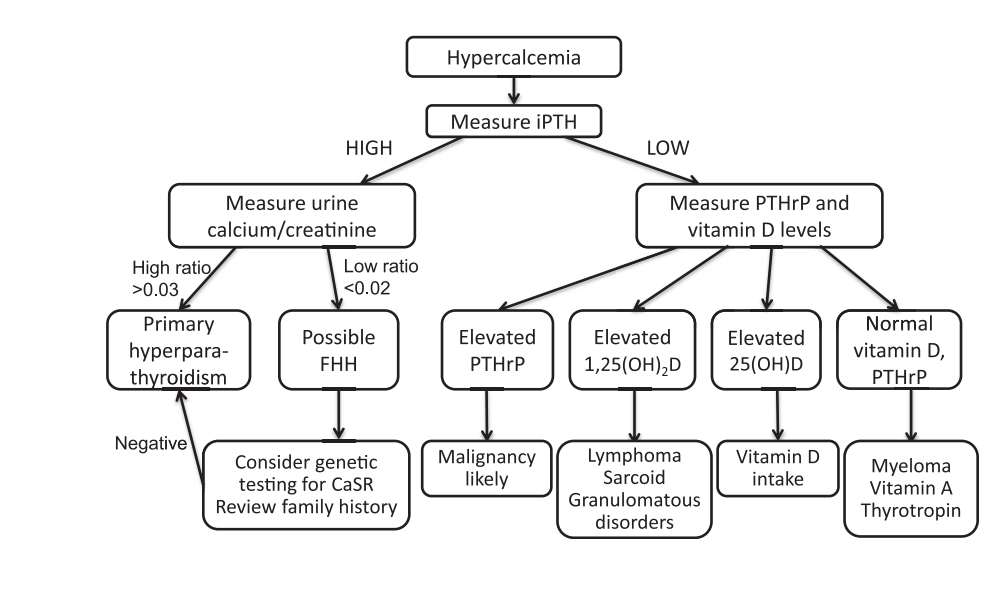 Hypercalcemia
Measure iPTH
HIGH
LOW
Measure urine
calcium/creatinine
Measure PTHrP and
vitamin D levels
High ratio
>0.03
Low ratio
<0.02
Primary
hyperpara-
thyroidism
Possible
FHH
Elevated
PTHrP
Elevated
1,25(OH)₂D
Elevated
25(OH)D
Normal
vitamin D,
PTHrP
Negative
Consider genetic
testing for CaSR
Review family history
Malignancy
likely
Lymphoma
Sarcoid
Granulomatous
disorders
Vitamin D
intake
Myeloma
Vitamin A
Thyrotropin